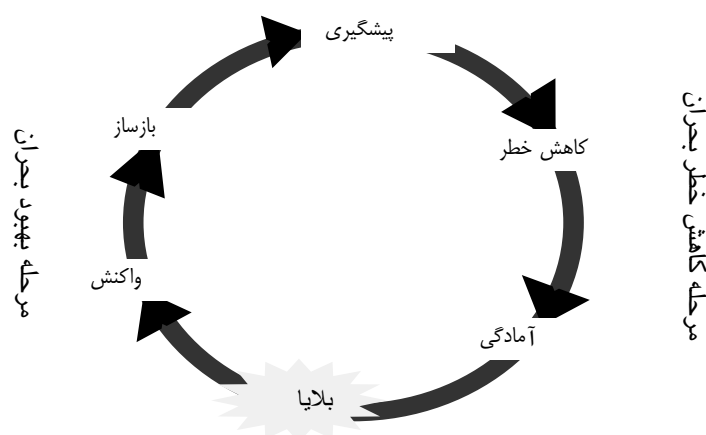 پیشگیری
کاهش خطر
آمادگی
بلایا
واکنش
بازساز
مرحله کاهش خطر بحران
مرحله بهبود بحران